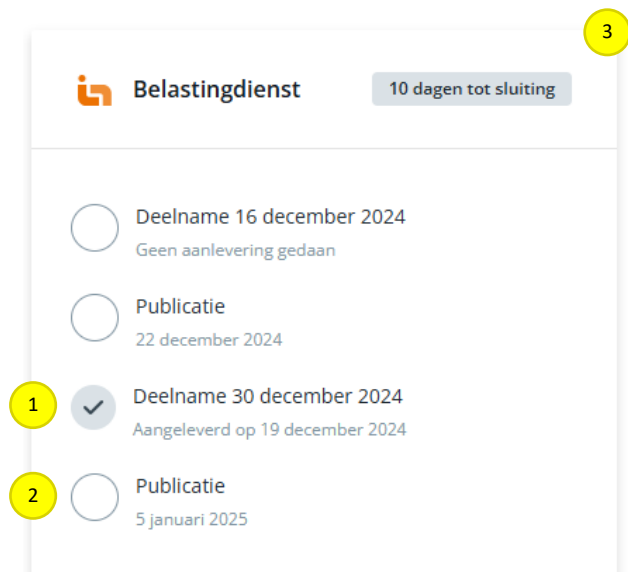 3
Belastingdienst 10 dagen tot sluiting
Deelname 16 december 2024
Geen aanlevering gedaan
Publicatie
22 december 2024
1 Deelname 30 december 2024
Aangeleverd op 19 december 2024
2 Publicatie
5 januari 2025